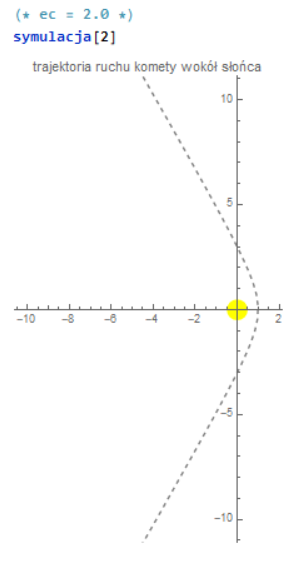 (* ec = 2.0 *)
symulacja[2]
trajektoria ruchu komety wokół słońca
10
5
-10 -8 -6 -4 -2 2
-5
-10